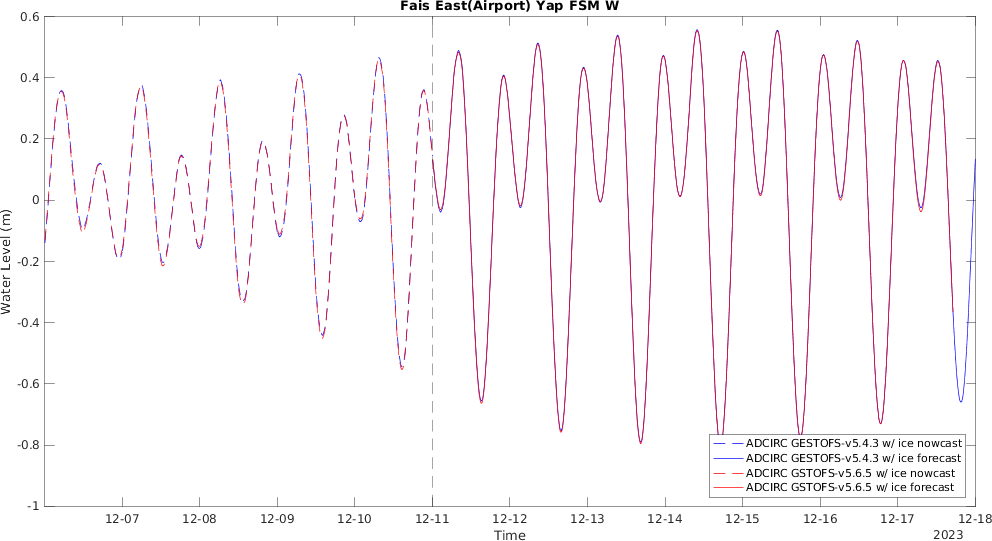 Fais East(Airport) Yap FSM W
Water Level (m)
0.6
0.4
0.2
0
-0.2
-0.4
-0.6
-0.8
-1
ADCIRC GESTOFS-v5.4.3 w/ ice nowcast
ADCIRC GESTOFS-v5.4.3 w/ ice forecast
ADCIRC GSTOFS-v5.6.5 w/ ice nowcast
ADCIRC GSTOFS-v5.6.5 w/ ice forecast
12-07 12-08 12-09 12-10 12-11 12-12 12-13 12-14 12-15 12-16 12-17 12-18
Time
2023